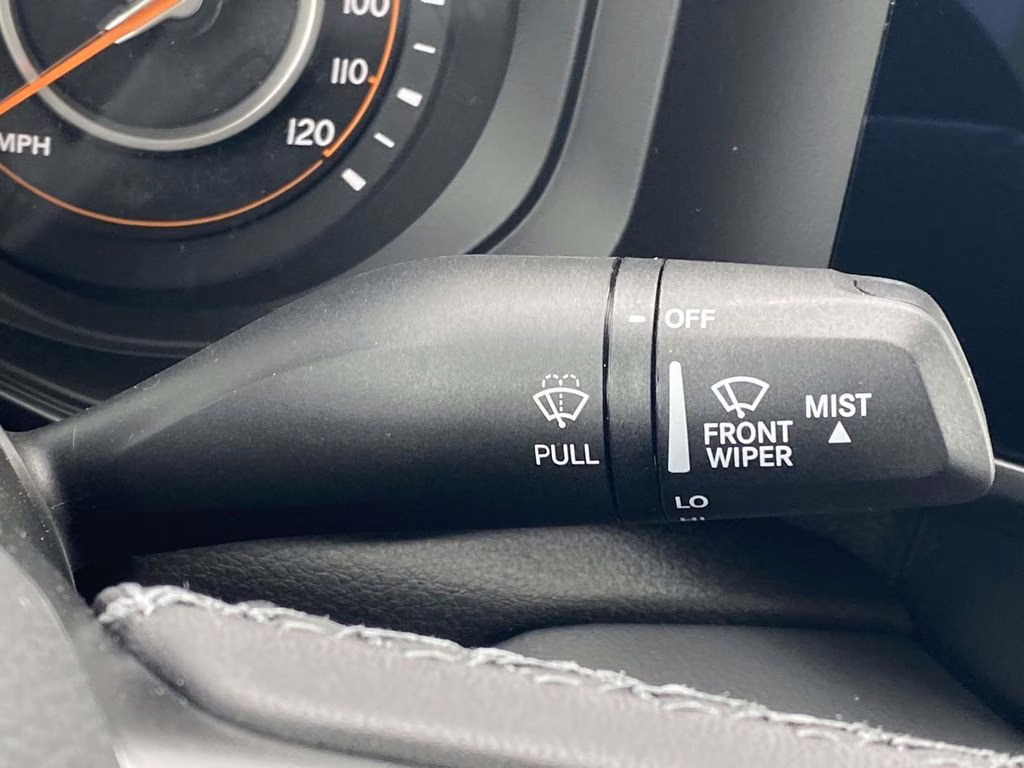 100
110
120
MPH
OFF
PULL
FRONT
WIPER
MIST
LO